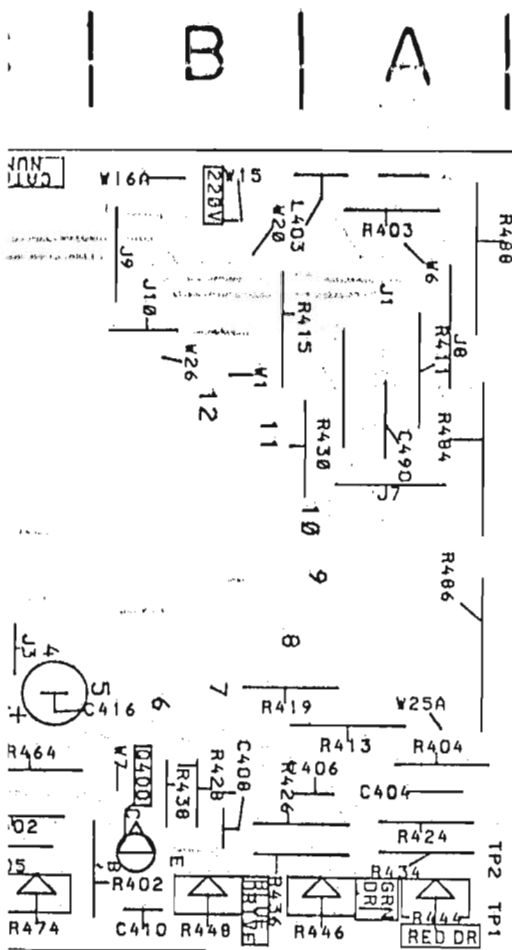 B A
W16A
220V
W15
W20
L403
R403
R488
J9
W6
J10
J1
R415
R411
J8
W26
W1
12
11
R430
C490
R484
J7
10
9
R486
8
J3
4
5
6
7
+
C416
R419
W25A
R413
R404
R464
W7
R438
R428
C408
R426
C404
R424
C
B
E
R402
R436
R434
TP2
R474
C410
R448
BLUE
DRIVE
R446
GRN
DR
R444
TP1
RED DR